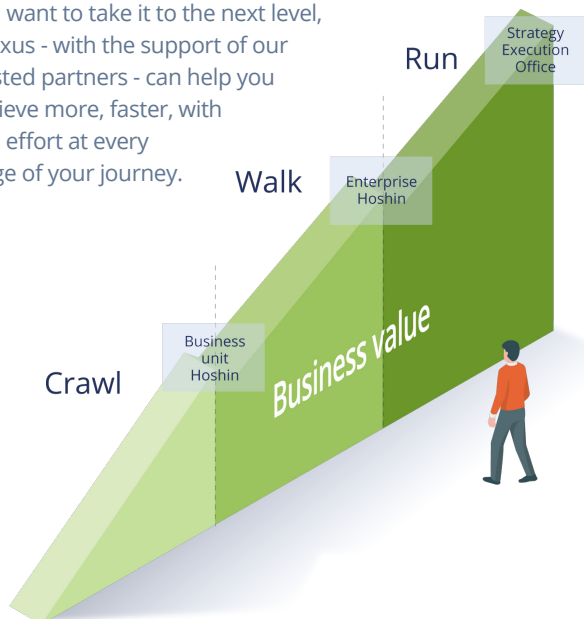 want to take it to the next level,
xus - with the support of our
sted partners - can help you
ieve more, faster, with
effort at every
ge of your journey.
Run
Strategy
Execution
Office
Walk
Enterprise
Hoshin
Crawl
Business
unit
Hoshin
Business value